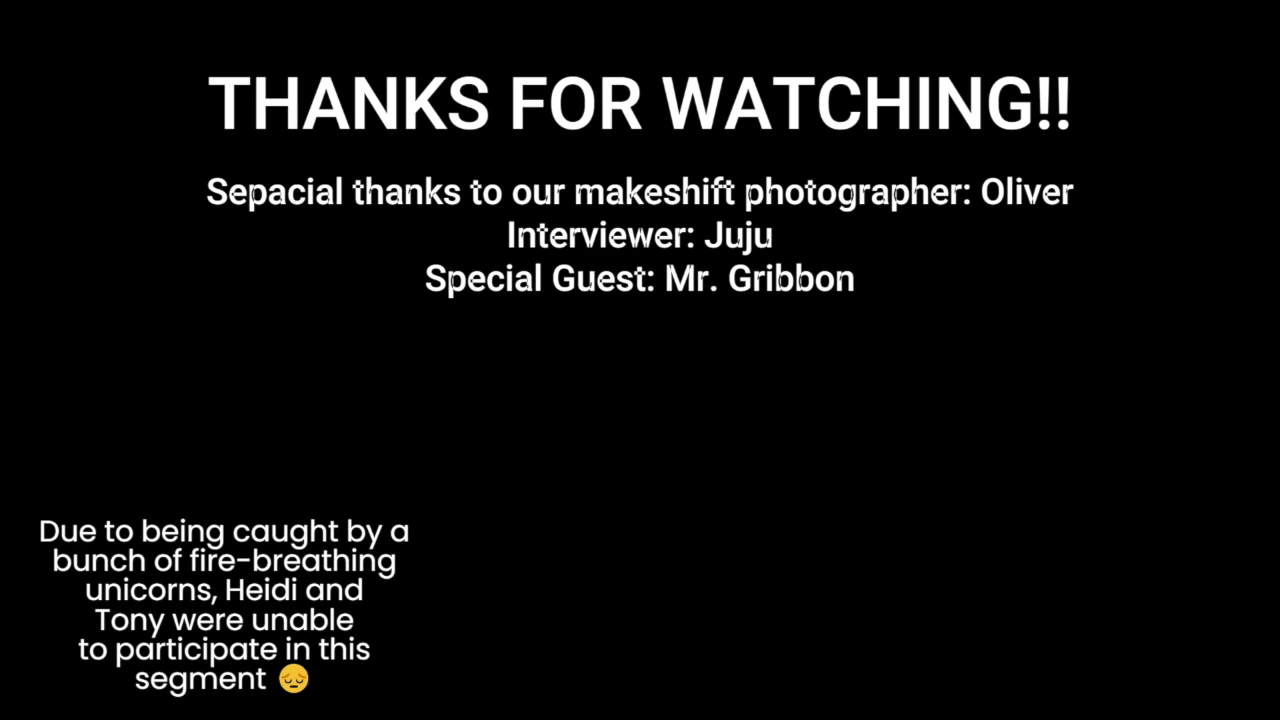 THANKS FOR WATCHING!!
Sepacial thanks to our makeshift photographer: Oliver
Interviewer: Juju
Special Guest: Mr. Gribbon
Due to being caught by a
bunch of fire-breathing
unicorns, Heidi and
Tony were unable
to participate in this
segment 😔